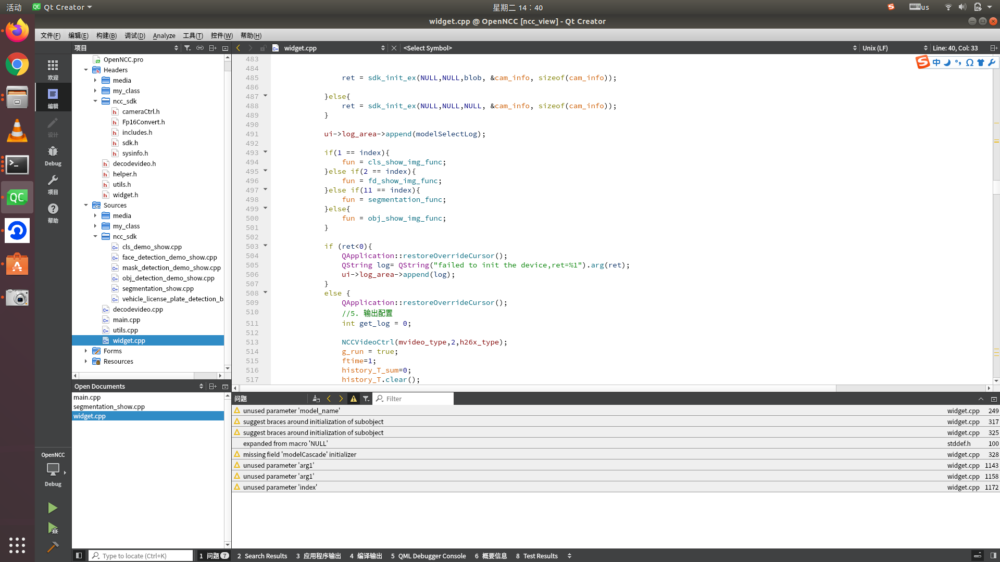 活动
Qt Creator
星期二 14：40
us
widget.cpp @ OpenNCC [ncc_view] - Qt Creator
文件(F) 编辑(E) 构建(B) 调试(D) Analyze 工具(T) 控件(W) 帮助(H)
项目
widget.cpp
<Select Symbol>
Unix (LF)
Line: 40, Col: 33
中
欢迎
编辑
设计
Debug
项目
帮助
OpenNCC
Debug
OpenNCC.pro
Headers
media
my_class
ncc_sdk
cameraCtrl.h
Fp16Convert.h
includes.h
sdk.h
sysinfo.h
decodevideo.h
helper.h
utils.h
widget.h
Sources
media
my_class
ncc_sdk
cls_demo_show.cpp
face_detection_demo_show.cpp
mask_detection_demo_show.cpp
obj_detection_demo_show.cpp
segmentation_show.cpp
vehicle_license_plate_detection_b
decodevideo.cpp
main.cpp
utils.cpp
widget.cpp
Forms
Resources
Open Documents
main.cpp
segmentation_show.cpp
widget.cpp
483
484
485 ret = sdk_init_ex(NULL,NULL,blob, &cam_info, sizeof(cam_info));
486
487 }else{
488 ret = sdk_init_ex(NULL,NULL,NULL, &cam_info, sizeof(cam_info));
489 }
490
491 ui->log_area->append(modelSelectLog);
492
493 if(1 == index){
494 fun = cls_show_img_func;
495 }else if(2 == index){
496 fun = fd_show_img_func;
497 }else if(11 == index){
498 fun = segmentation_func;
499 }else{
500 fun = obj_show_img_func;
501 }
502
503 if (ret<0){
504 QApplication::restoreOverrideCursor();
505 QString log= QString("failed to init the device,ret=%1").arg(ret);
506 ui->log_area->append(log);
507 }
508 else {
509 QApplication::restoreOverrideCursor();
510 //5. 输出配置
511 int get_log = 0;
512
513 NCCVideoCtrl(mvideo_type,2,h26x_type);
514 g_run = true;
515 ftime=1;
516 history_T_sum=0;
517 history_T.clear();
问题
Filter
unused parameter 'model_name' widget.cpp 249
suggest braces around initialization of subobject widget.cpp 317
suggest braces around initialization of subobject widget.cpp 325
expanded from macro 'NULL' stddef.h 100
missing field 'modelCascade' initializer widget.cpp 328
unused parameter 'arg1' widget.cpp 1143
unused parameter 'arg1' widget.cpp 1158
unused parameter 'index' widget.cpp 1172
Type to locate (Ctrl+K)
1 问题 7
2 Search Results
3 应用程序输出
4 编译输出
5 QML Debugger Console
6 概要信息
8 Test Results